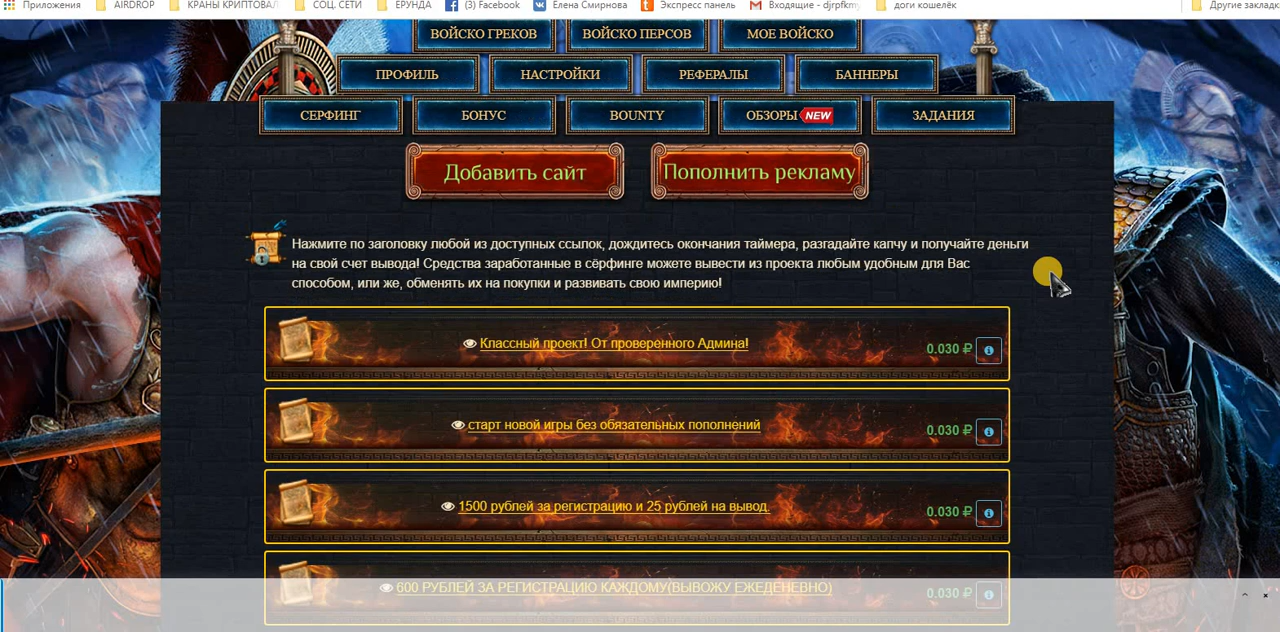 Приложения AIRDROP КРАНЫ КРИПТОВАЛ СОЦ. СЕТИ ЕРУНДА (3) Facebook Елена Смирнова Экспресс панель Входящие - djrpfkm доги кошелёк Другие закладк
ВОЙСКО ГРЕКОВ ВОЙСКО ПЕРСОВ МОЕ ВОЙСКО
ПРОФИЛЬ НАСТРОЙКИ РЕФЕРАЛЫ БАННЕРЫ
СЕРФИНГ БОНУС BOUNTY ОБЗОРЫ NEW ЗАДАНИЯ
Добавить сайт Пополнить рекламу
Нажмите по заголовку любой из доступных ссылок, дождитесь окончания таймера, разгадайте капчу и получайте деньги
на свой счет вывода! Средства заработанные в сёрфинге можете вывести из проекта любым удобным для Вас
способом, или же, обменять их на покупки и развивать свою империю!
Классный проект! От проверенного Админа! 0.030 ₽
старт новой игры без обязательных пополнений 0.030 ₽
1500 рублей за регистрацию и 25 рублей на вывод. 0.030 ₽
600 РУБЛЕЙ ЗА РЕГИСТРАЦИЮ КАЖДОМУ(ВЫВОЖУ ЕЖЕДЕНЕВНО) 0.030 ₽